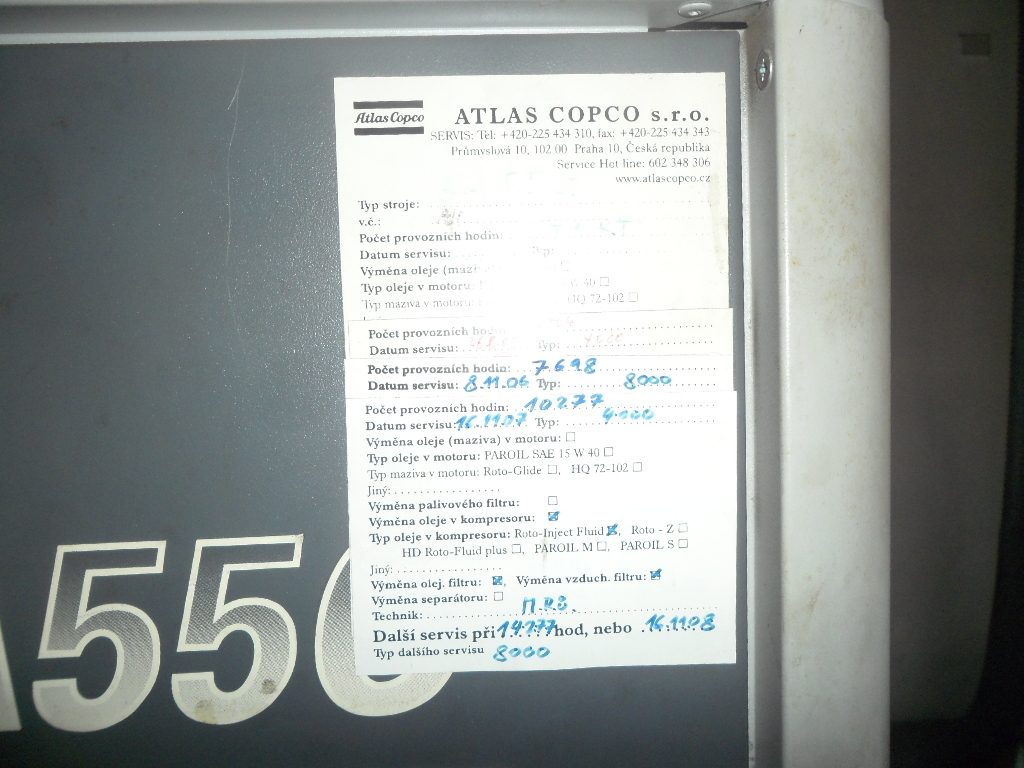 Atlas Copco
ATLAS COPCO s.r.o.
SERVIS: Tel: +420-225 434 310, fax: +420-225 434 343
Průmyslová 10, 102 00 Praha 10, Česká republika
Service Hot line: 602 348 306
www.atlascopco.cz
Typ stroje:
v.č.:
Počet provozních hodin:
Datum servisu: Typ:
Výměna oleje
Typ oleje v motoru: W 40 ☐
Typ maziva v motoru: HQ 72-102 ☐
Počet provozních hodin:
Datum servisu: Typ:
Počet provozních hodin: 7698
Datum servisu: 8.11.06 Typ: 8000
Počet provozních hodin: 10277
Datum servisu: 16.11.07 Typ: 4000
Výměna oleje (maziva) v motoru: ☐
Typ oleje v motoru: PAROIL SAE 15 W 40 ☐
Typ maziva v motoru: Roto-Glide ☐, HQ 72-102 ☐
Jiný:
Výměna palivového filtru: ☐
Výměna oleje v kompresoru: ☒
Typ oleje v kompresoru: Roto-Inject Fluid ☒, Roto - Z ☐
HD Roto-Fluid plus ☐, PAROIL M ☐, PAROIL S ☐
Jiný:
Výměna olej. filtru: ☒, Výměna vzduch. filtru: ☒
Výměna separátoru: ☐
Technik:
Další servis při 14277 hod, nebo 16.11.08
Typ dalšího servisu 8000
550